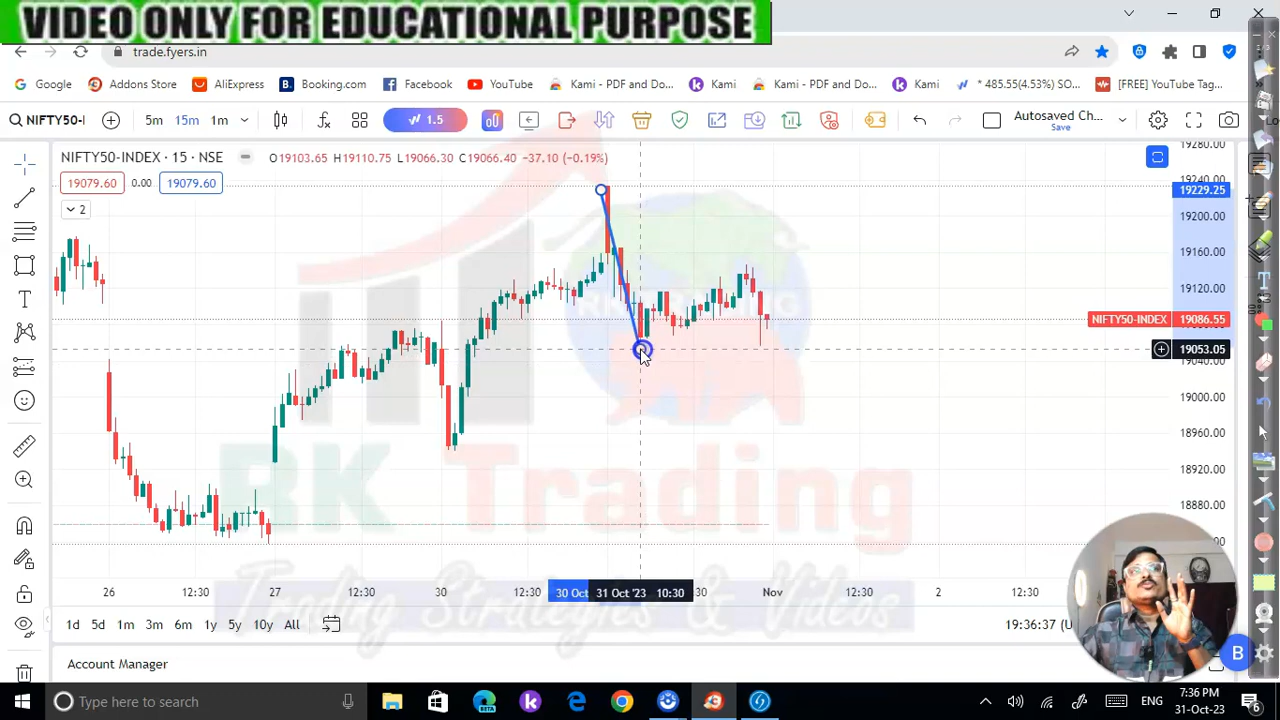 VIDEO ONLY FOR EDUCATIONAL PURPOSE
trade.fyers.in
Google Addons Store AliExpress B. Booking.com Facebook YouTube Kami - PDF and Do... Kami Kami - PDF and Do... Kami * 485.55(4.53%) SO... [FREE] YouTube Tag...
NIFTY50-I 5m 15m 1m 1.5 Autosaved Ch...
Save
NIFTY50-INDEX · 15 · NSE O19103.65 H19110.75 L19066.30 C19066.40 -37.10 (-0.19%)
19079.60 0.00 19079.60
2
19280.00
19240.00
19229.25
19200.00
19160.00
19120.00
NIFTY50-INDEX 19086.55
19053.05
19040.00
19000.00
18960.00
18920.00
18880.00
BK Trading
26 12:30 27 12:30 30 12:30 30 Oct 31 Oct '23 10:30 :30 Nov 12:30 2 12:30
1d 5d 1m 3m 6m 1y 5y 10y All 19:36:37 (U
B
Account Manager
Type here to search
ENG 7:36 PM
31-Oct-23 6